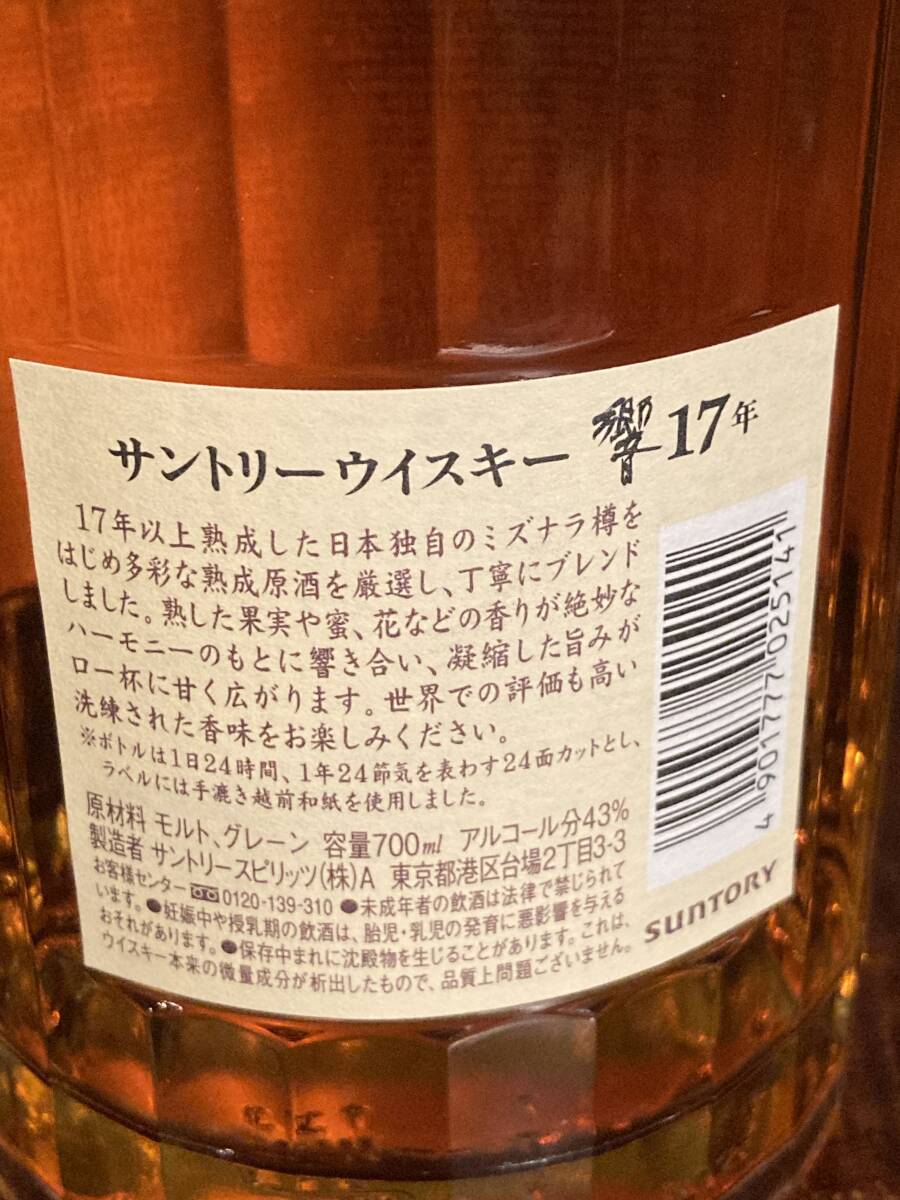 サントリーウイスキー 響 17年
17年以上熟成した日本独自のミズナラ樽を
はじめ多彩な熟成原酒を厳選し、丁寧にブレンド
しました。熟した果実や蜜、花などの香りが絶妙な
ハーモニーのもとに響き合い、凝縮した旨みが
口一杯に甘く広がります。世界での評価も高い
洗練された香味をお楽しみください。
※ボトルは1日24時間、1年24節気を表わす24面カットとし、
ラベルには手漉き越前和紙を使用しました。
原材料 モルト、グレーン 容量700ml アルコール分43%
製造者 サントリースピリッツ(株)A 東京都港区台場2丁目3-3
お客様センター 0120-139-310 ●未成年者の飲酒は法律で禁じられて
います。●妊娠中や授乳期の飲酒は、胎児・乳児の発育に悪影響を与える
おそれがあります。●保存中まれに沈殿物を生じることがあります。これは、
ウイスキー本来の微量成分が析出したもので、品質上問題ございません。
4 901777 025141
SUNTORY